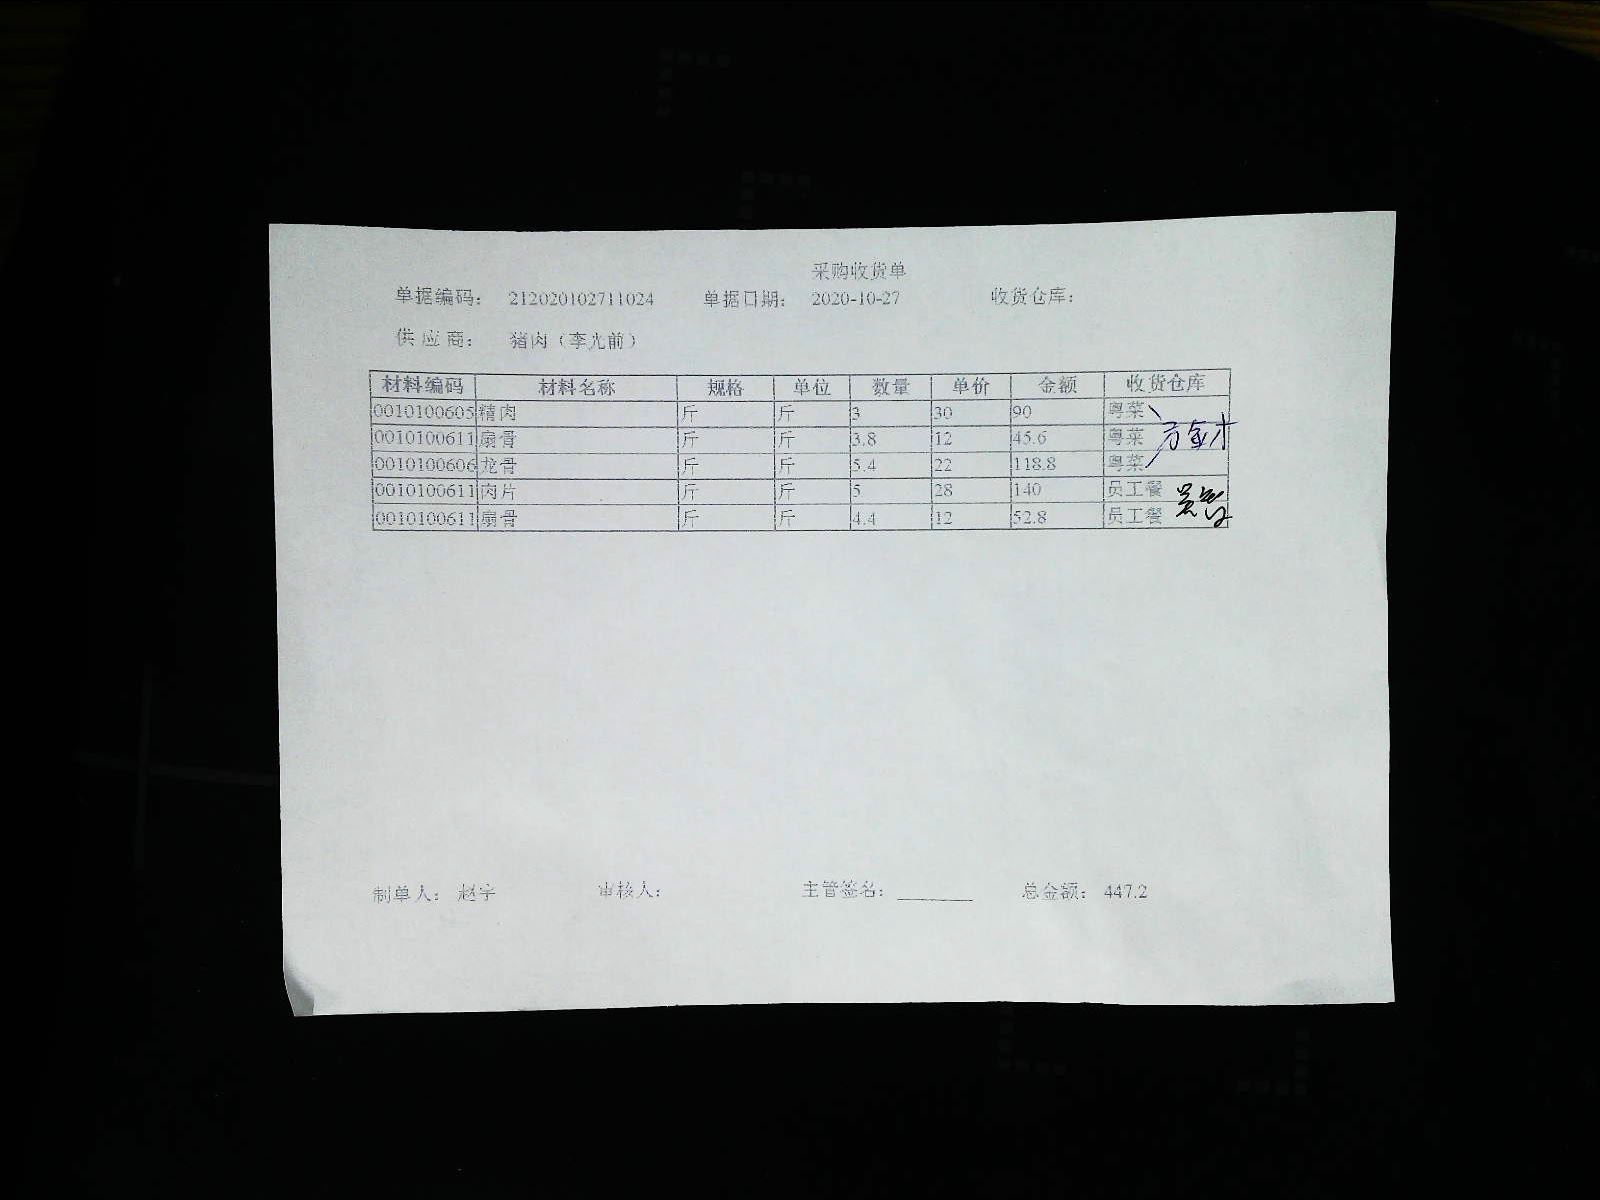 采购收货单
单据编码: 212020102711024 单据日期: 2020-10-27 收货仓库:
供应商: 猪肉（李光前）
材料编码 材料名称 规格 单位 数量 单价 金额 收货仓库
0010100605 精肉 斤 斤 3 30 90 粤菜
0010100611 扇骨 斤 斤 3.8 12 45.6 粤菜
0010100606 龙骨 斤 斤 5.4 22 118.8 粤菜
0010100611 肉片 斤 斤 5 28 140 员工餐
0010100611 扇骨 斤 斤 4.4 12 52.8 员工餐
制单人: 赵宇 审核人: 主管签名: 总金额: 447.2